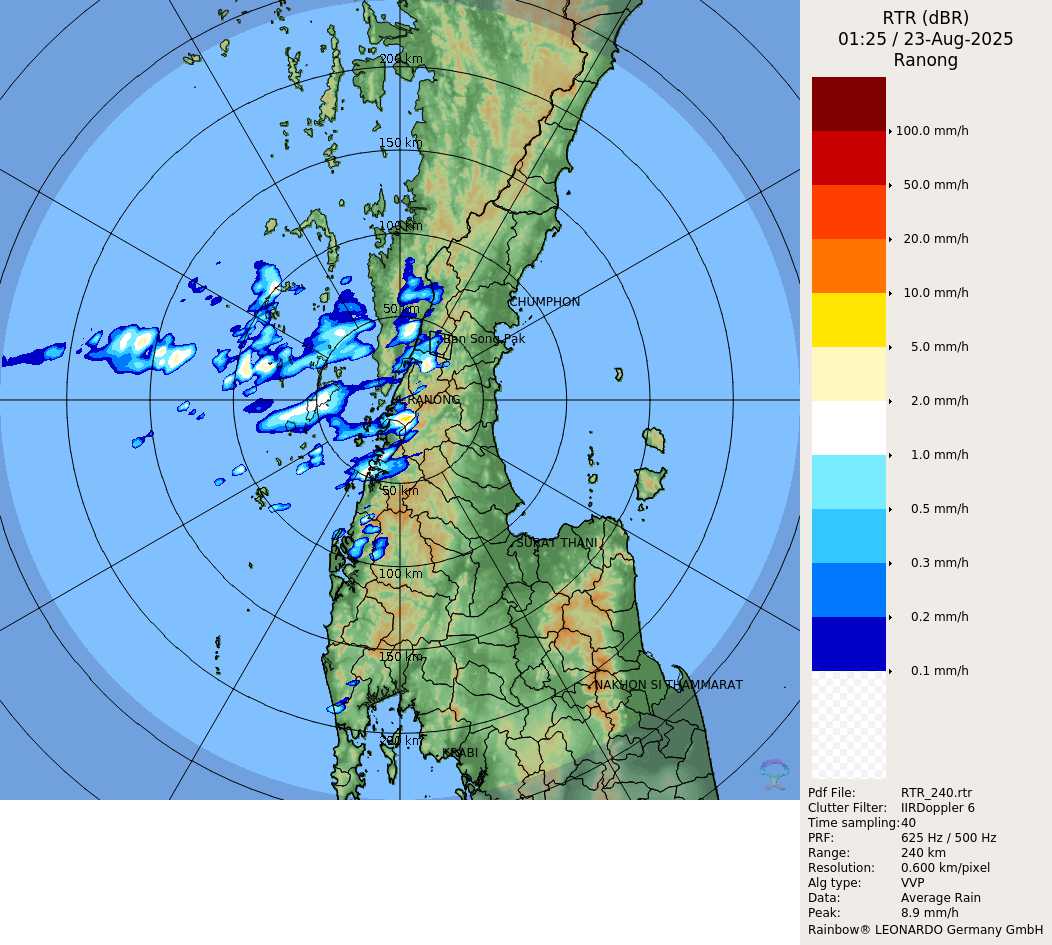 RTR (dBR)
01:25 / 23-Aug-2025
Ranong
200 km
150 km
100 km
50 km
CHUMPHON
Ban Song Pak
RANONG
50 km
SURAT THANI
100 km
150 km
NAKHON SI THAMMARAT
200 km
KRABI
100.0 mm/h
50.0 mm/h
20.0 mm/h
10.0 mm/h
5.0 mm/h
2.0 mm/h
1.0 mm/h
0.5 mm/h
0.3 mm/h
0.2 mm/h
0.1 mm/h
Pdf File: RTR_240.rtr
Clutter Filter: IIRDoppler 6
Time sampling: 40
PRF: 625 Hz / 500 Hz
Range: 240 km
Resolution: 0.600 km/pixel
Alg type: VVP
Data: Average Rain
Peak: 8.9 mm/h
Rainbow® LEONARDO Germany GmbH